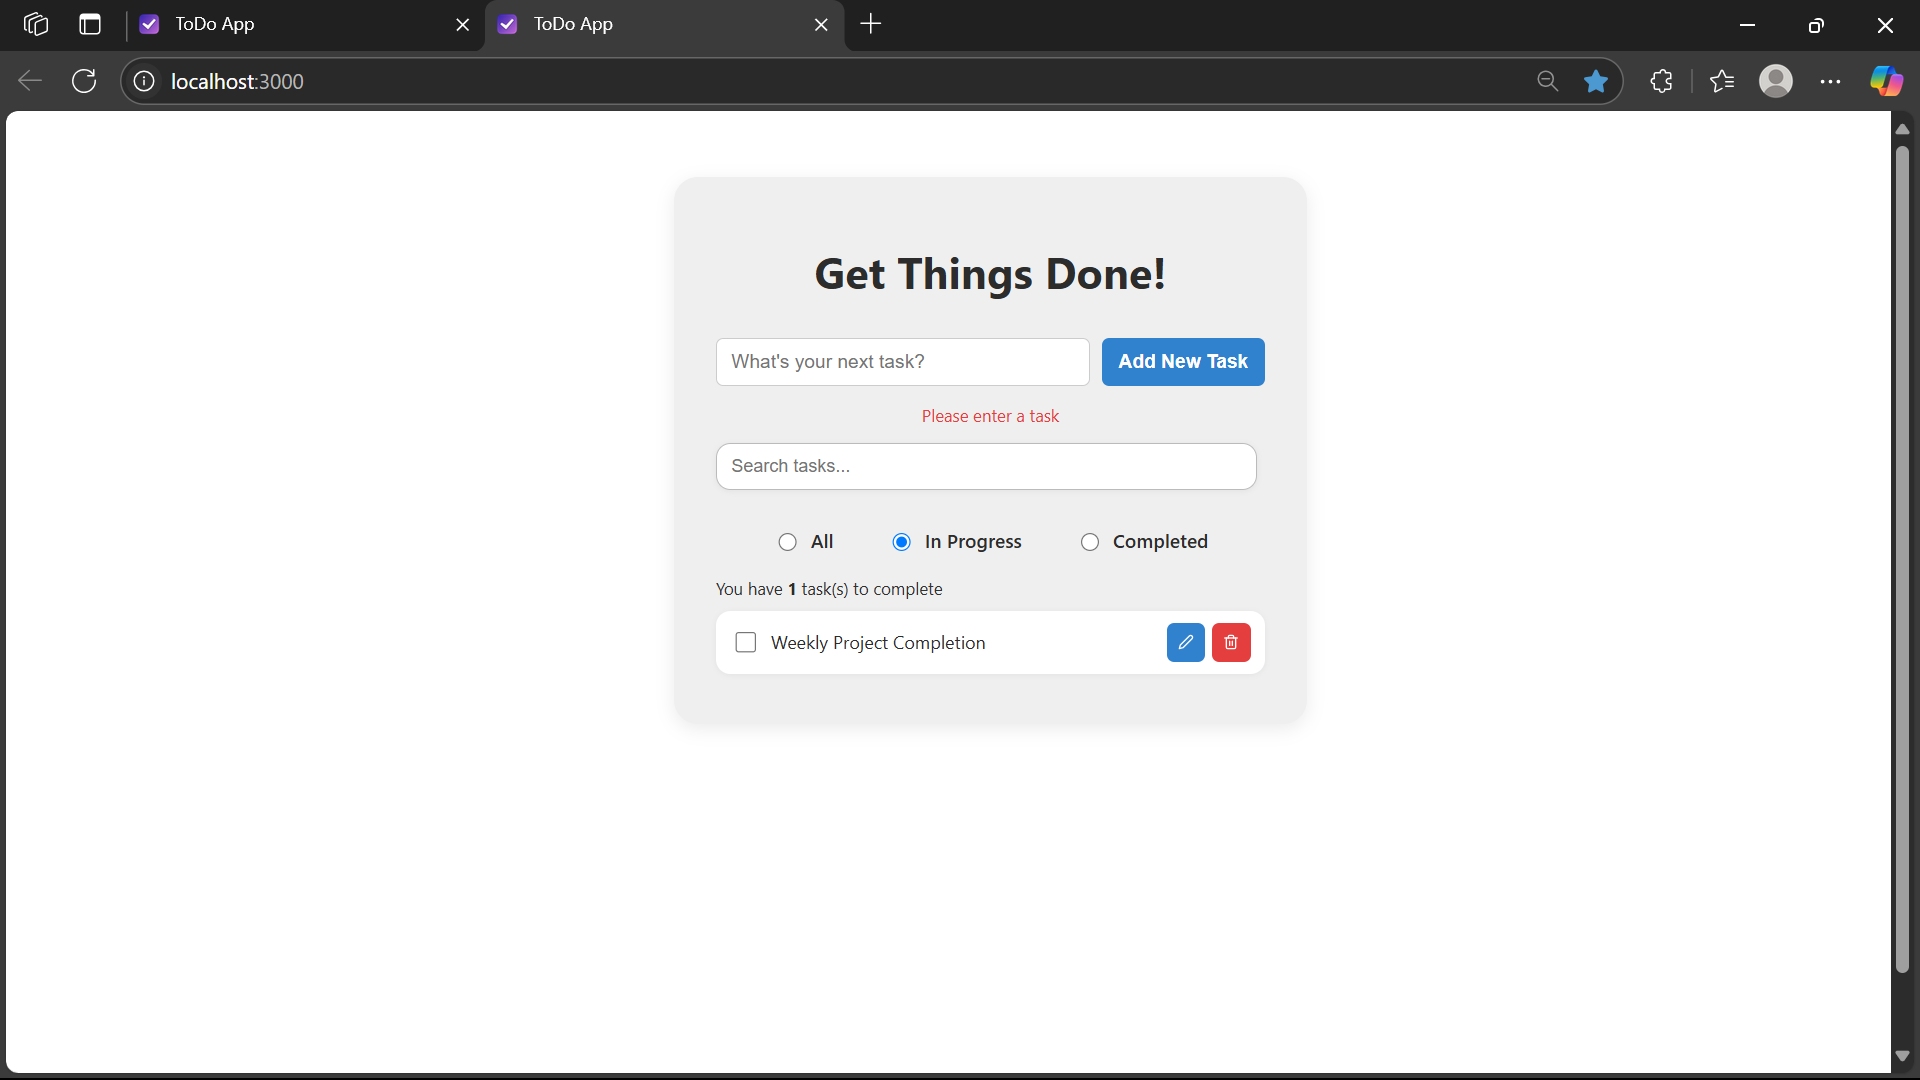 ToDo App
ToDo App
localhost:3000
Get Things Done!
What's your next task?
Add New Task
Please enter a task
Search tasks...
All
In Progress
Completed
You have 1 task(s) to complete
Weekly Project Completion